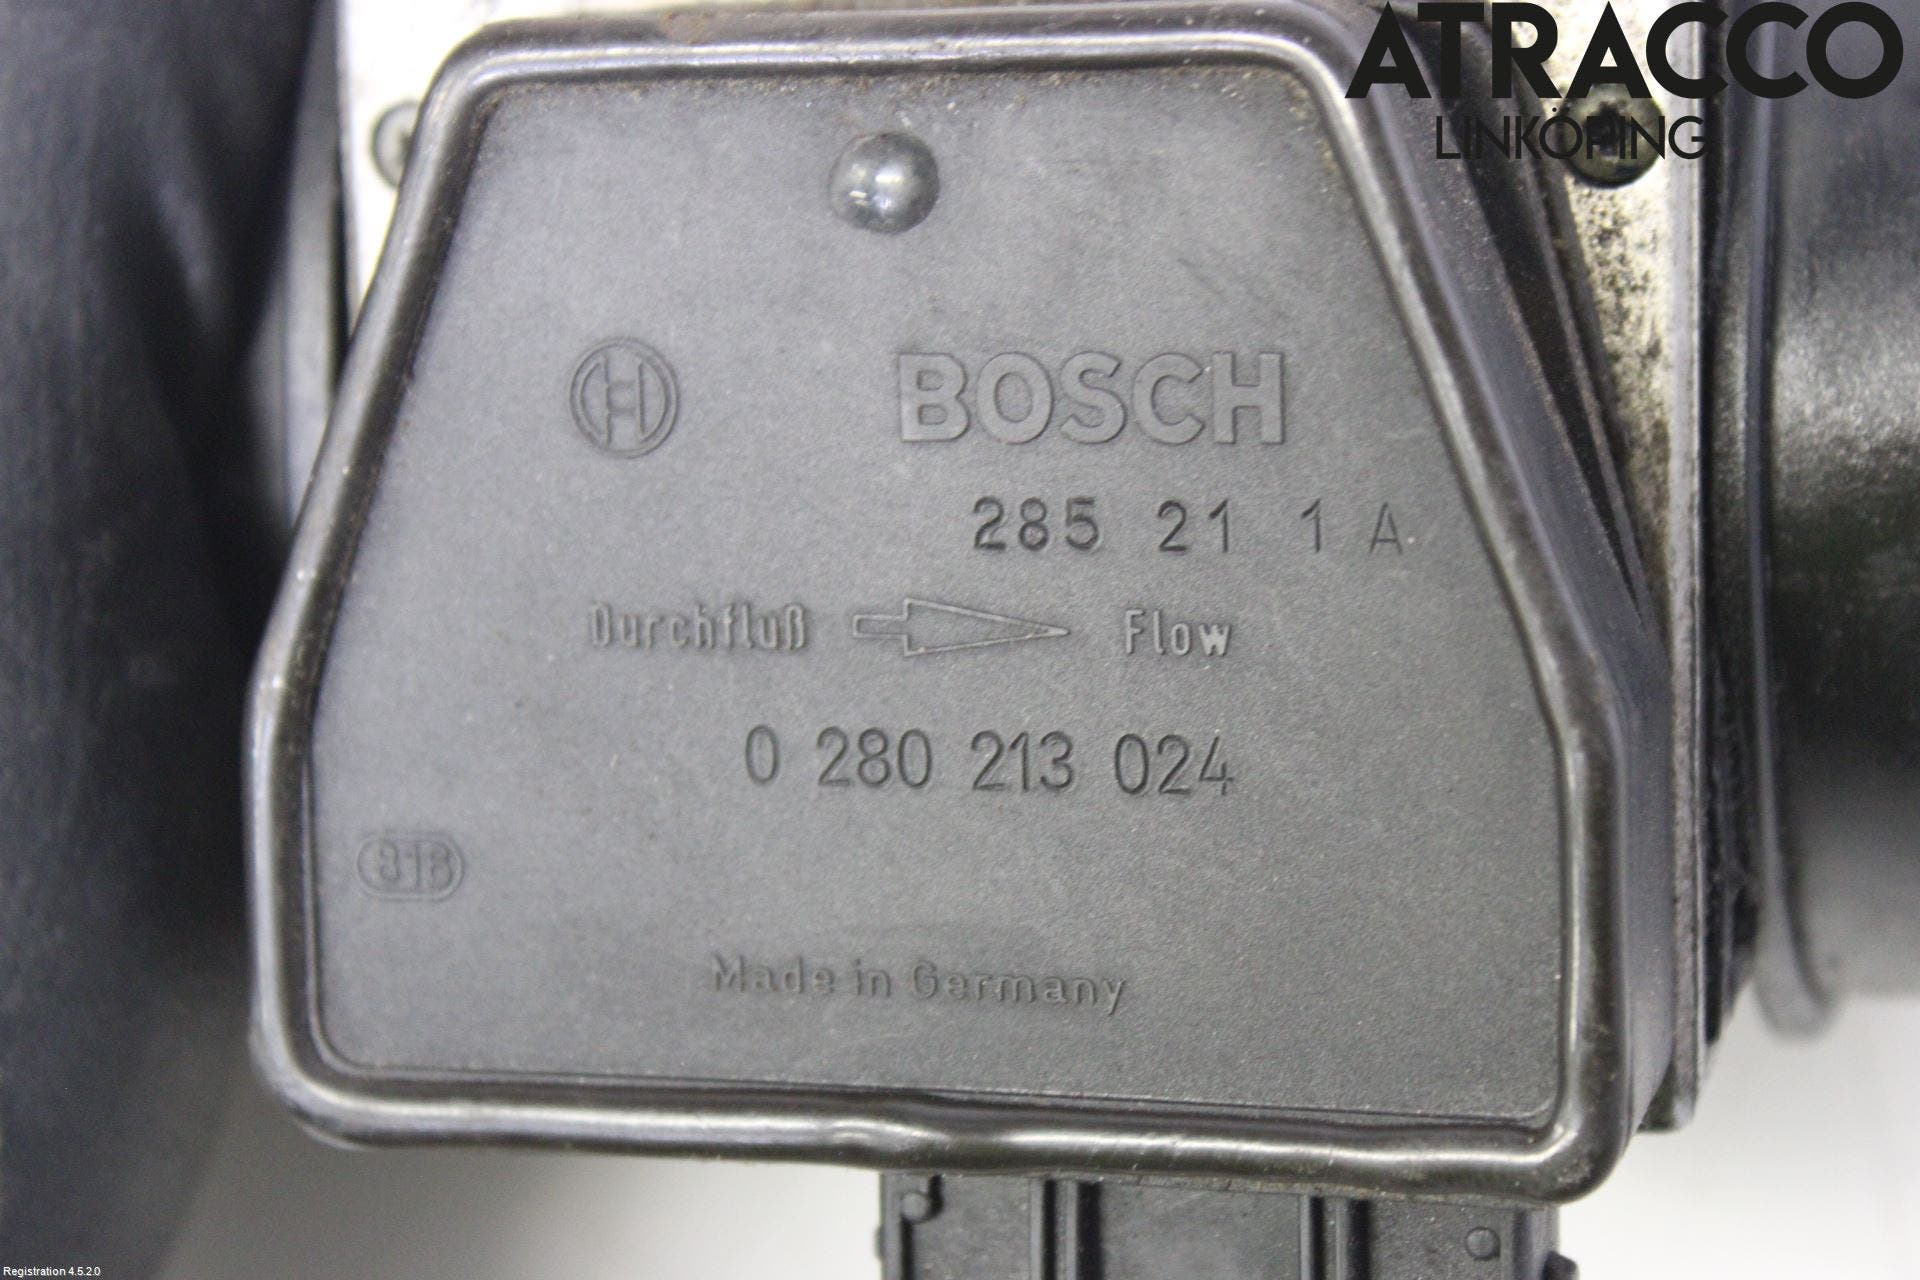 ATRACCO
LINKÖPING
BOSCH
285 21 1 A
Durchfluß Flow
0 280 213 024
Made in Germany
Registration 4.5.2.0